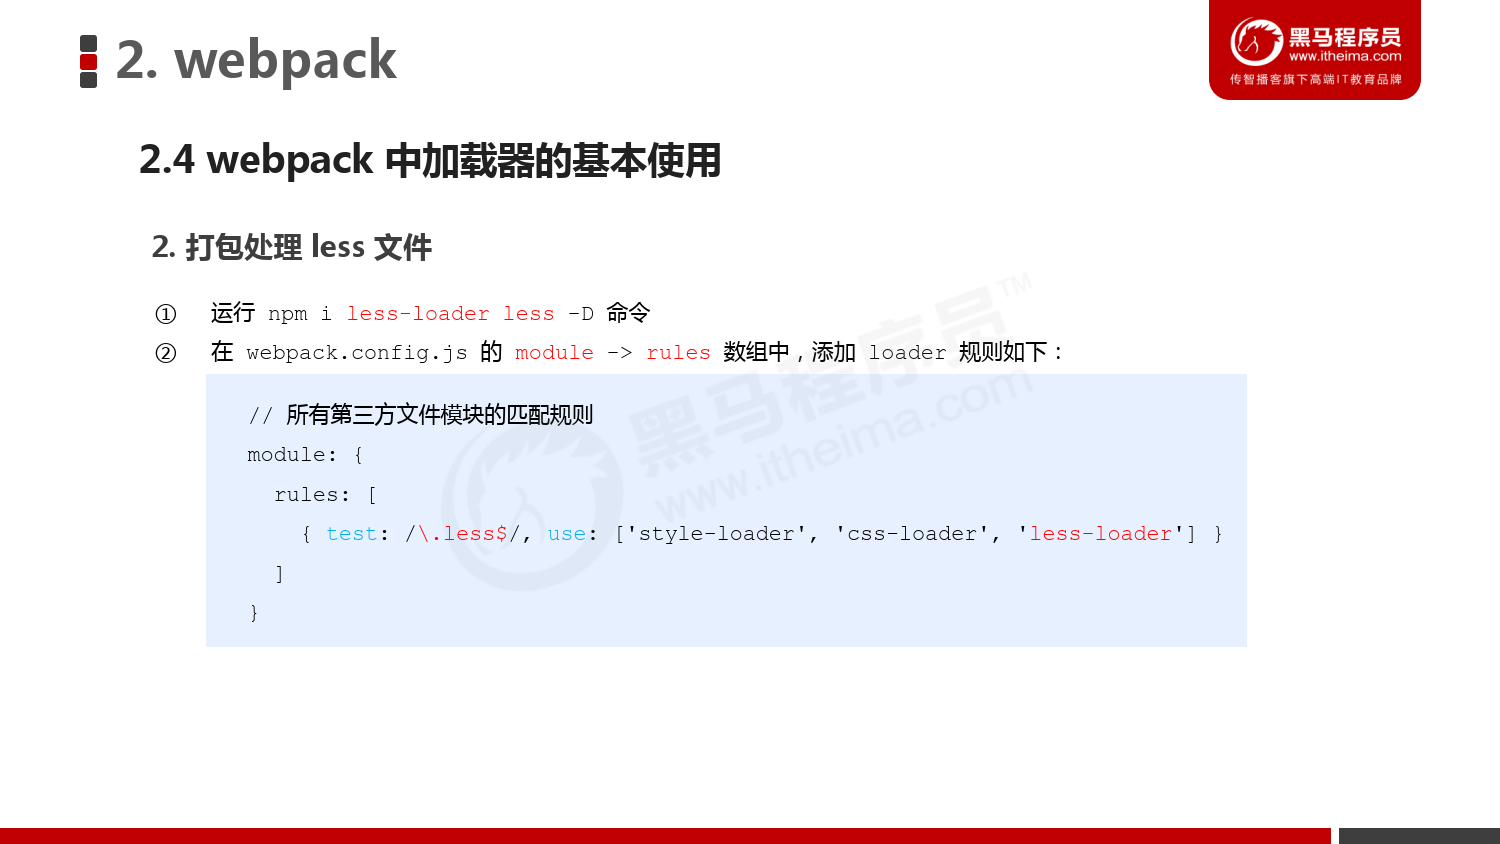 2. webpack
黑马程序员
www.itheima.com
传智播客旗下高端IT教育品牌
2.4 webpack 中加载器的基本使用
2. 打包处理 less 文件
① 运行 npm i less-loader less -D 命令
② 在 webpack.config.js 的 module -> rules 数组中，添加 loader 规则如下：
// 所有第三方文件模块的匹配规则
module: {
rules: [
{ test: /\.less$/, use: ['style-loader', 'css-loader', 'less-loader'] }
]
}
黑马程序员™
www.itheima.com